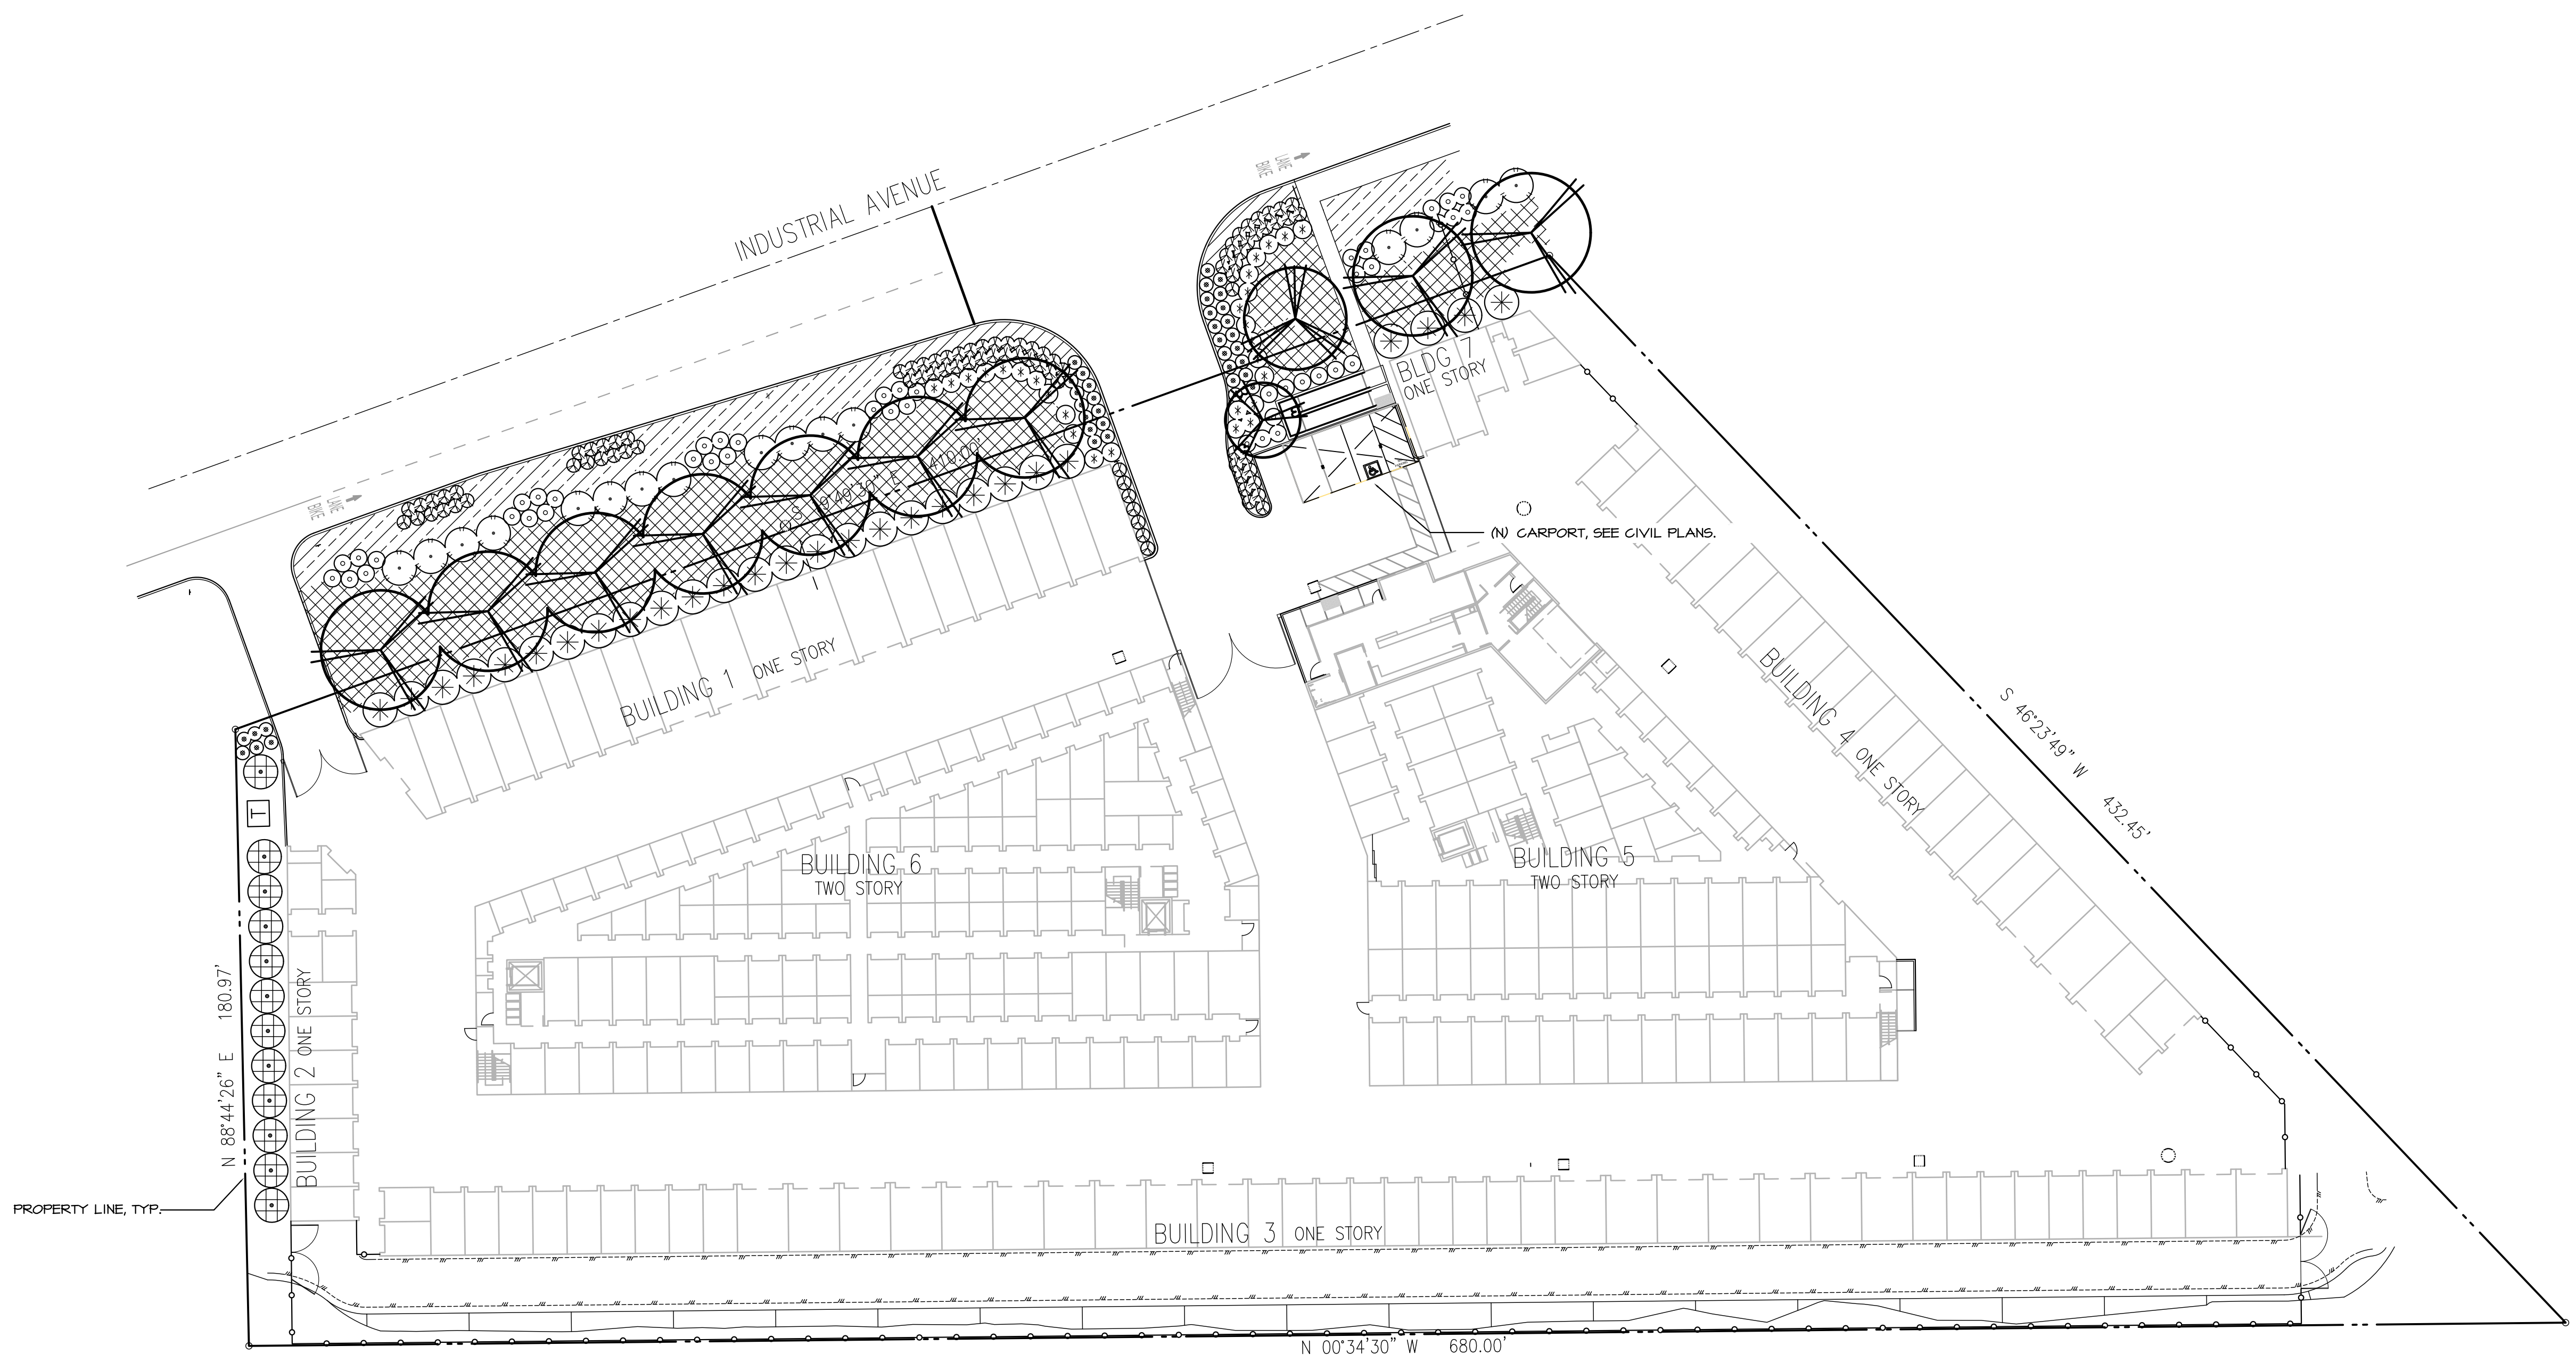 INDUSTRIAL AVENUE
BIKE
LANE
BIKE
LANE
410.00'
BLDG 7
ONE STORY
(N) CARPORT, SEE CIVIL PLANS.
BUILDING 1 ONE STORY
BUILDING 4 ONE STORY
S 46°23'49" W 432.45'
T
BUILDING 6
TWO STORY
BUILDING 5
TWO STORY
N 88°44'26" E 180.97'
BUILDING 2 ONE STORY
PROPERTY LINE, TYP.
BUILDING 3 ONE STORY
N 00°34'30" W 680.00'